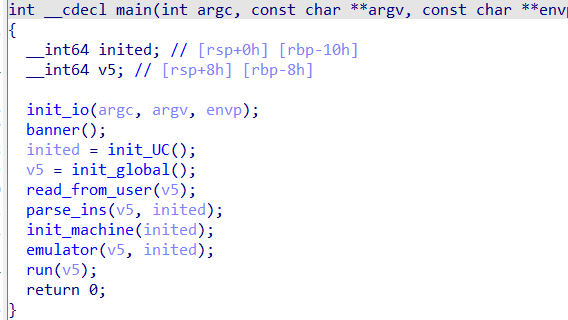 int __cdecl main(int argc, const char **argv, const char **env
{
  __int64 inited; // [rsp+0h] [rbp-10h]
  __int64 v5; // [rsp+8h] [rbp-8h]

  init_io(argc, argv, envp);
  banner();
  inited = init_UC();
  v5 = init_global();
  read_from_user(v5);
  parse_ins(v5, inited);
  init_machine(inited);
  emulator(v5, inited);
  run(v5);
  return 0;
}